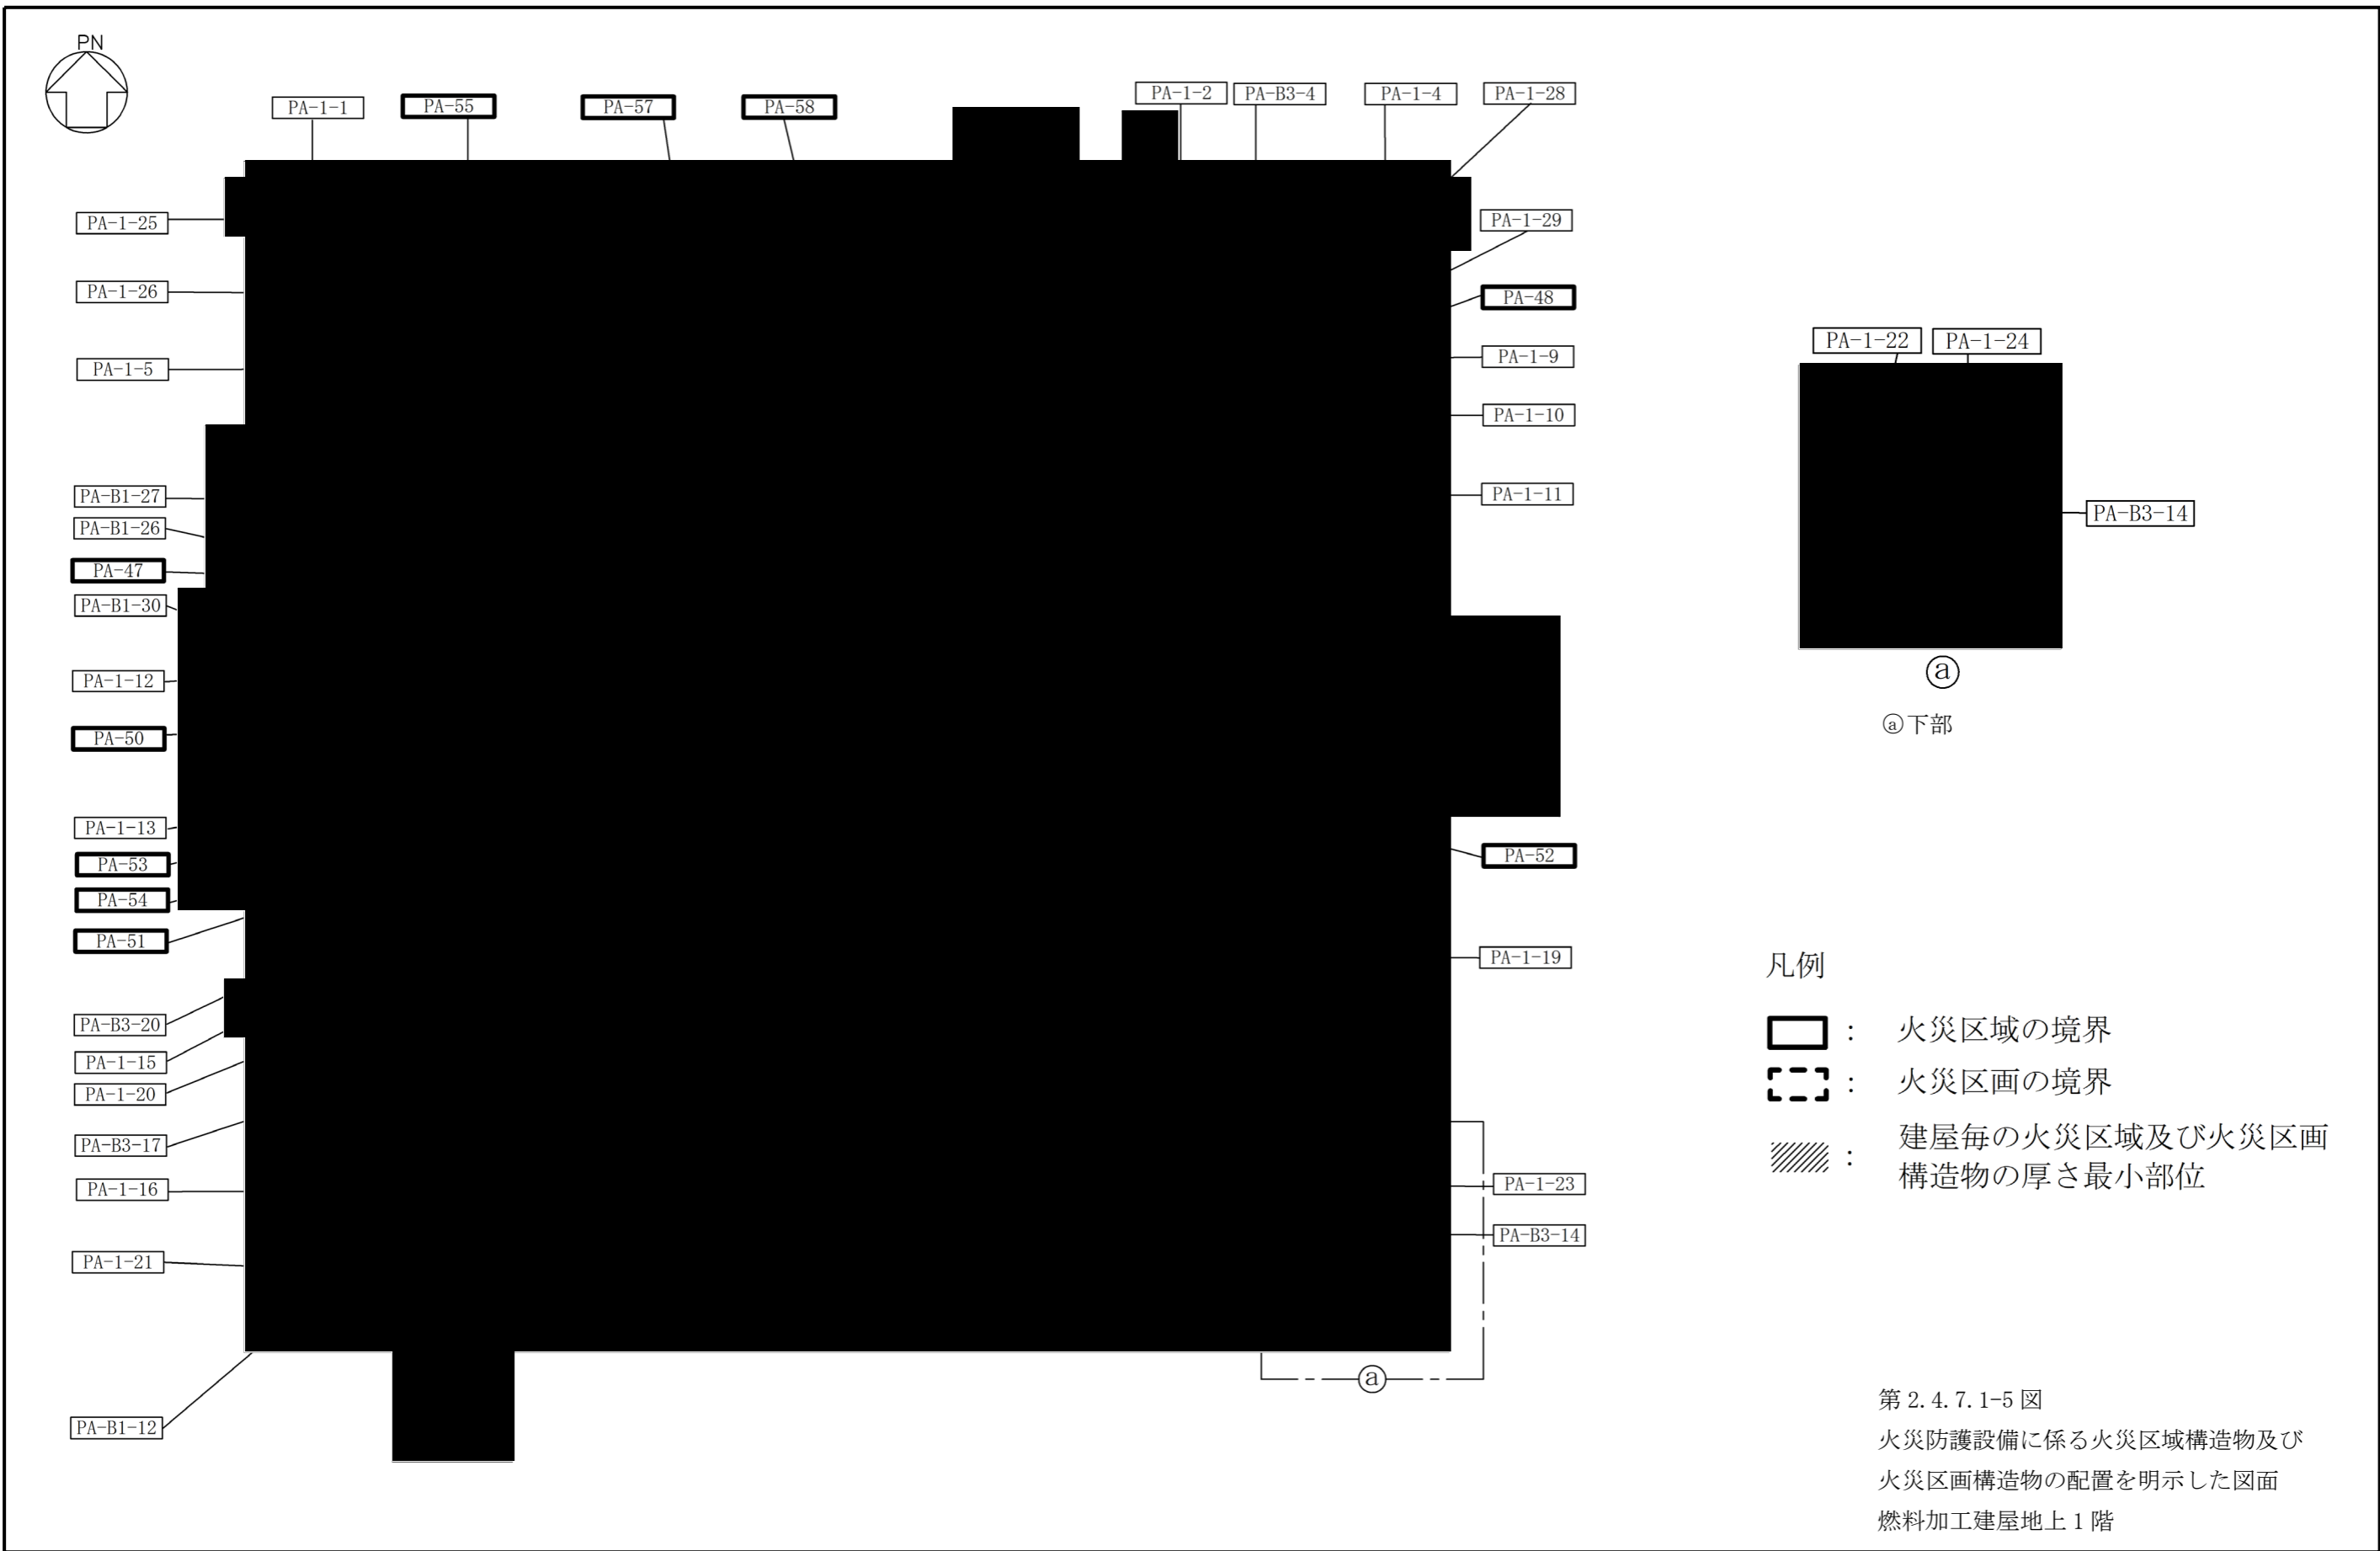 PN
PA-1-1
PA-55
PA-57
PA-58
PA-1-2
PA-B3-4
PA-1-4
PA-1-28
PA-1-25
PA-1-26
PA-1-5
PA-B1-27
PA-B1-26
PA-47
PA-B1-30
PA-1-12
PA-50
PA-1-13
PA-53
PA-54
PA-51
PA-B3-20
PA-1-15
PA-1-20
PA-B3-17
PA-1-16
PA-1-21
PA-B1-12
PA-1-29
PA-48
PA-1-9
PA-1-10
PA-1-11
PA-52
PA-1-19
PA-1-23
PA-B3-14
ⓐ
PA-1-22
PA-1-24
PA-B3-14
ⓐ
ⓐ下部
凡例
: 火災区域の境界
: 火災区画の境界
: 建屋毎の火災区域及び火災区画
構造物の厚さ最小部位
第2.4.7.1-5図
火災防護設備に係る火災区域構造物及び
火災区画構造物の配置を明示した図面
燃料加工建屋地上1階